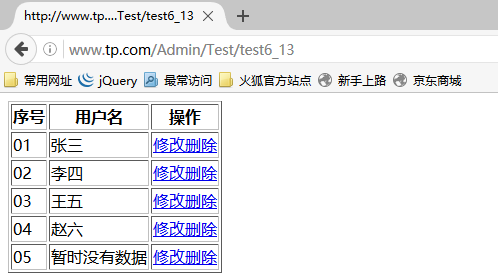 http://www.tp....Test/test6_13
www.tp.com/Admin/Test/test6_13
常用网址 jQuery 最常访问 火狐官方站点 新手上路 京东商城
序号 用户名 操作
01 张三 修改删除
02 李四 修改删除
03 王五 修改删除
04 赵六 修改删除
05 暂时没有数据 修改删除